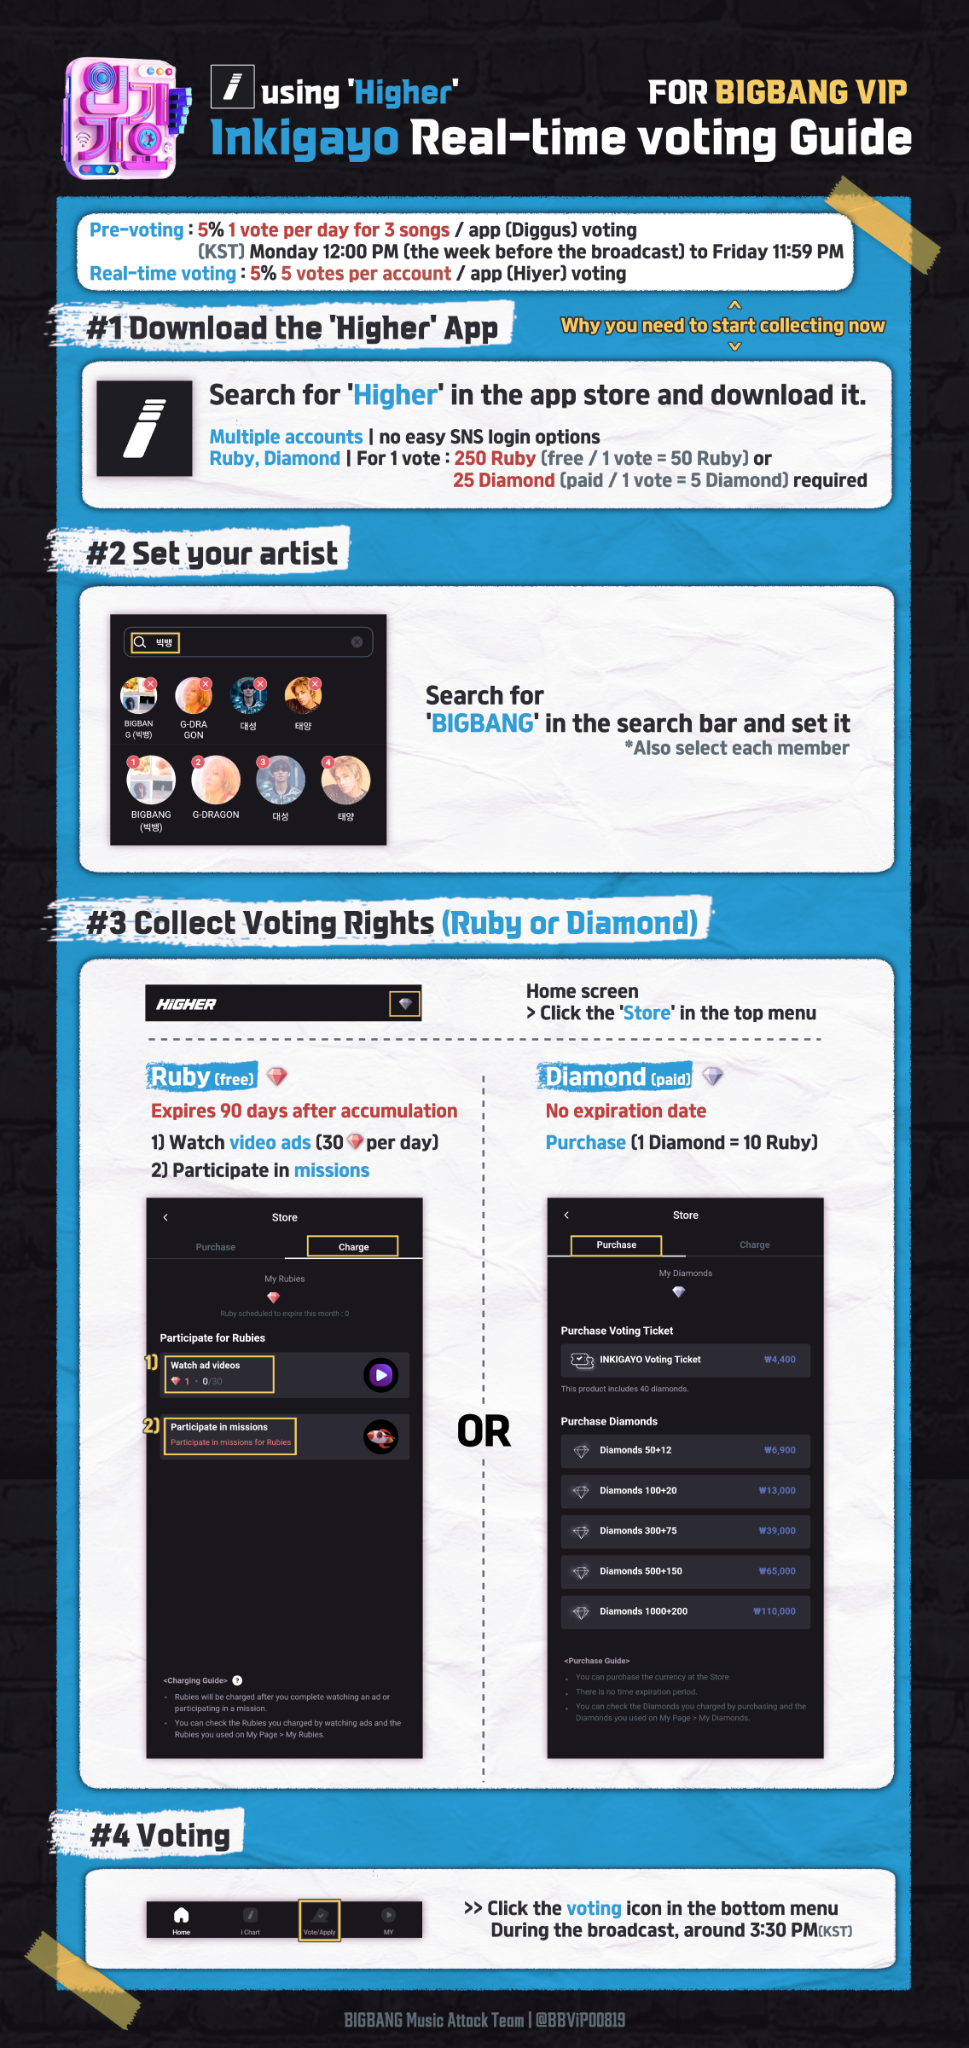 using 'Higher'
FOR BIGBANG VIP
Inkigayo Real-time voting Guide
Pre-voting : 5% 1 vote per day for 3 songs / app (Diggus) voting
(KST) Monday 12:00 PM (the week before the broadcast) to Friday 11:59 PM
Real-time voting : 5% 5 votes per account / app (Hiyer) voting
#1 Download the 'Higher' App
Why you need to start collecting now
Search for 'Higher' in the app store and download it.
Multiple accounts | no easy SNS login options
Ruby, Diamond | For 1 vote : 250 Ruby (free / 1 vote = 50 Ruby) or
25 Diamond (paid / 1 vote = 5 Diamond) required
#2 Set your artist
빅뱅
BIGBAN
G (빅뱅)
G-DRA
GON
대성
태양
1
2
3
4
BIGBANG
(빅뱅)
G-DRAGON
대성
태양
Search for
'BIGBANG' in the search bar and set it
*Also select each member
#3 Collect Voting Rights (Ruby or Diamond)
HiGHER
Home screen
> Click the 'Store' in the top menu
Ruby (free)
Expires 90 days after accumulation
1) Watch video ads (30 per day)
2) Participate in missions
Store
Purchase
Charge
My Rubies
Ruby scheduled to expire this month : 0
Participate for Rubies
1)
Watch ad videos
1 · 0/30
2)
Participate in missions
Participate in missions for Rubies
<Charging Guide> ?
• Rubies will be charged after you complete watching an ad or
participating in a mission.
• You can check the Rubies you charged by watching ads and the
Rubies you used on My Page > My Rubies.
OR
Diamond (paid)
No expiration date
Purchase (1 Diamond = 10 Ruby)
Store
Purchase
Charge
My Diamonds
Purchase Voting Ticket
INKIGAYO Voting Ticket ₩4,400
This product includes 40 diamonds.
Purchase Diamonds
Diamonds 50+12 ₩6,900
Diamonds 100+20 ₩13,000
Diamonds 300+75 ₩39,000
Diamonds 500+150 ₩65,000
Diamonds 1000+200 ₩110,000
<Purchase Guide>
• You can purchase the currency at the Store.
• There is no time expiration period.
• You can check the Diamonds you charged by purchasing and the
Diamonds you used on My Page > My Diamonds.
#4 Voting
Home
i Chart
Vote/Apply
MY
>> Click the voting icon in the bottom menu
During the broadcast, around 3:30 PM(KST)
BIGBANG Music Attack Team | @BBViP00819